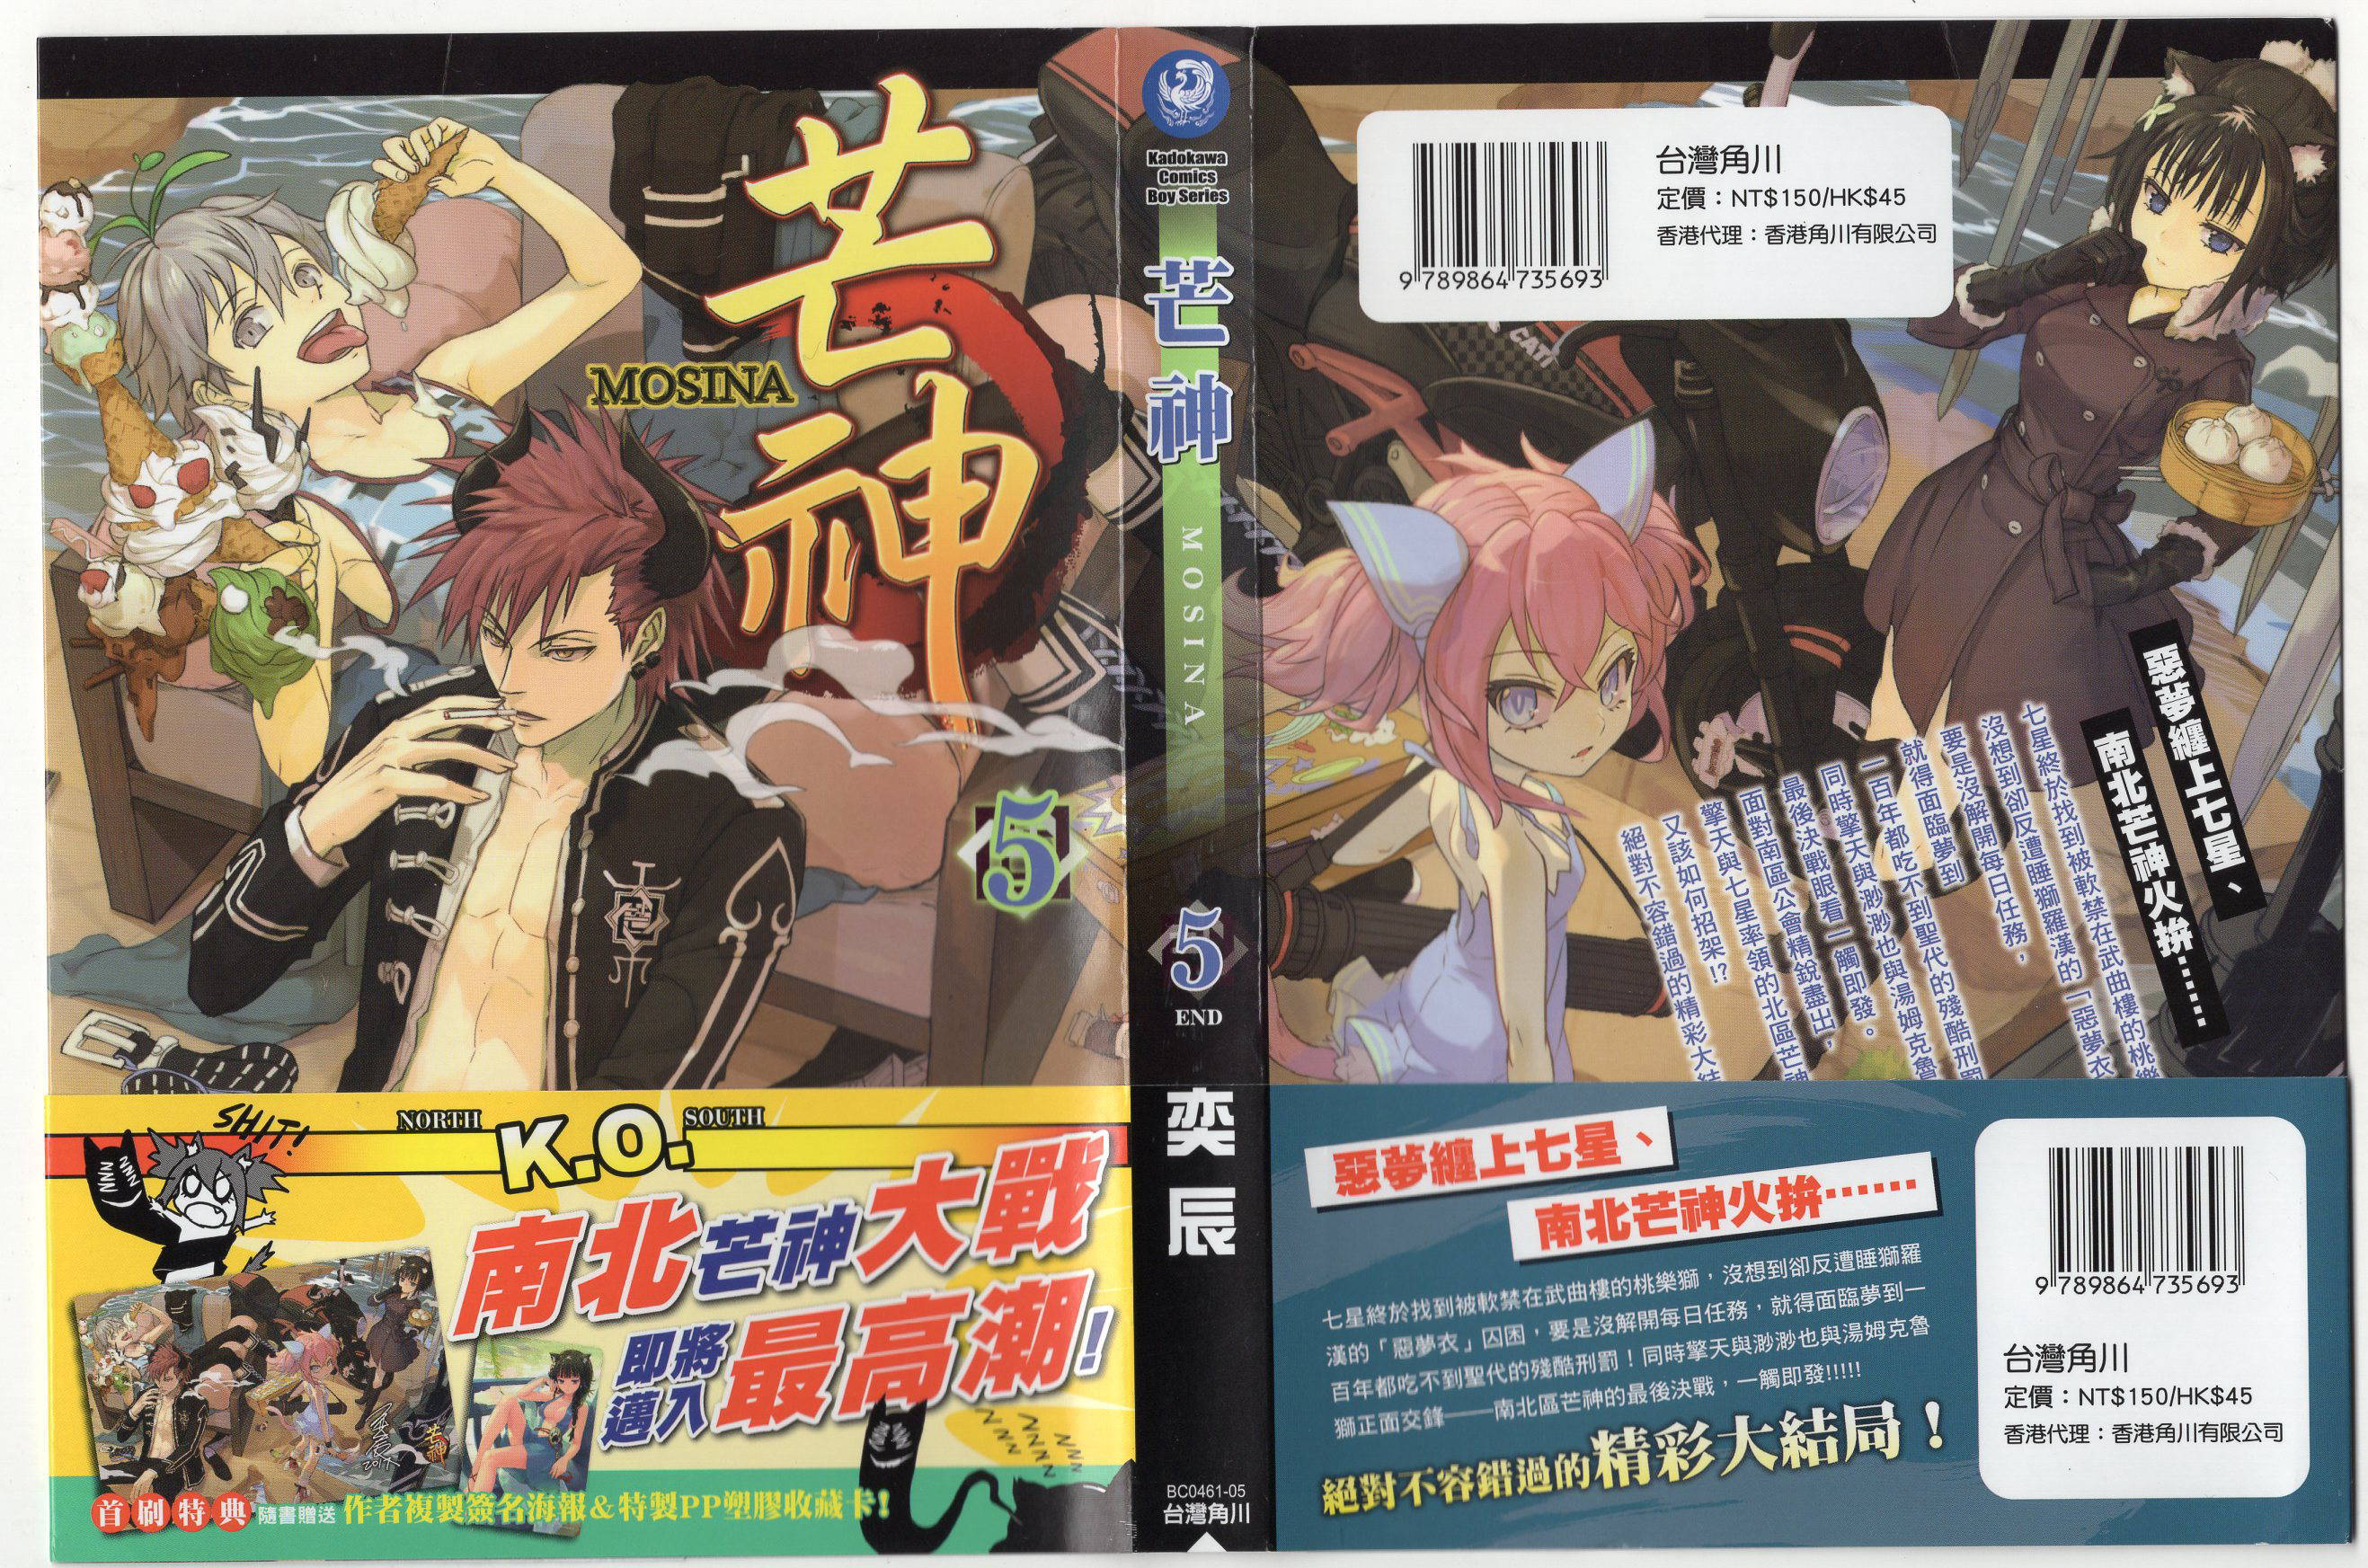 芒神
MOSINA
5
SHIT!
NORTH
K.O.
SOUTH
南北芒神大戰
即將邁入最高潮!
首刷特典 隨書贈送 作者複製簽名海報&特製PP塑膠收藏卡!
Kadokawa
Comics
Boy Series
芒神
MOSINA
5
END
奕辰
BC0461-05
台灣角川
9 789864 735693
台灣角川
定價:NT$150/HK$45
香港代理:香港角川有限公司
CAT!
惡夢纏上七星、
南北芒神火拚……
七星終於找到被軟禁在武曲樓的桃樂
沒想到卻反遭睡獅羅漢的「惡夢衣
要是沒解開每日任務,
就得面臨夢到
一百年都吃不到聖代的殘酷刑罰
同時擎天與渺渺也與湯姆克魯
最後決戰眼看一觸即發。
面對南區公會精銳盡出,
擎天與七星率領的北區芒神
又該如何招架!?
絕對不容錯過的精彩大結
惡夢纏上七星、
南北芒神火拚……
七星終於找到被軟禁在武曲樓的桃樂獅,沒想到卻反遭睡獅羅
漢的「惡夢衣」囚困,要是沒解開每日任務,就得面臨夢到一
百年都吃不到聖代的殘酷刑罰!同時擎天與渺渺也與湯姆克魯
獅正面交鋒——南北區芒神的最後決戰,一觸即發!!!!!
絕對不容錯過的精彩大結局!
9 789864 735693
台灣角川
定價:NT$150/HK$45
香港代理:香港角川有限公司